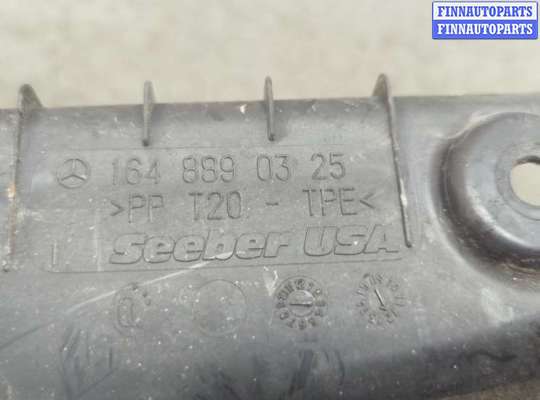 FINNAUTOPARTS
FINNAUTOPARTS
164 889 03 25
>PP T20 - TPE<
Seeber USA